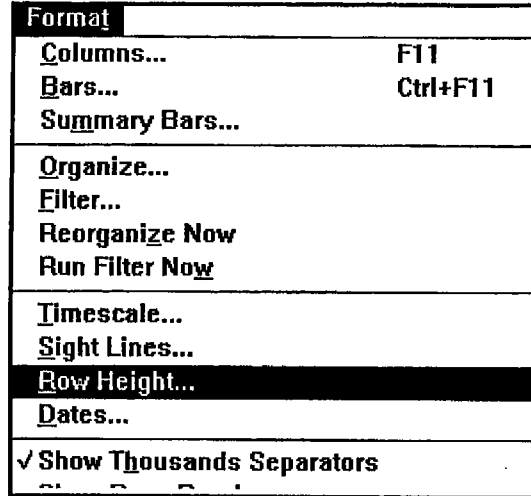 Format
Columns... F11
Bars... Ctrl+F11
Summary Bars...
Organize...
Filter...
Reorganize Now
Run Filter Now
Timescale...
Sight Lines...
Row Height...
Dates...
√ Show Thousands Separators